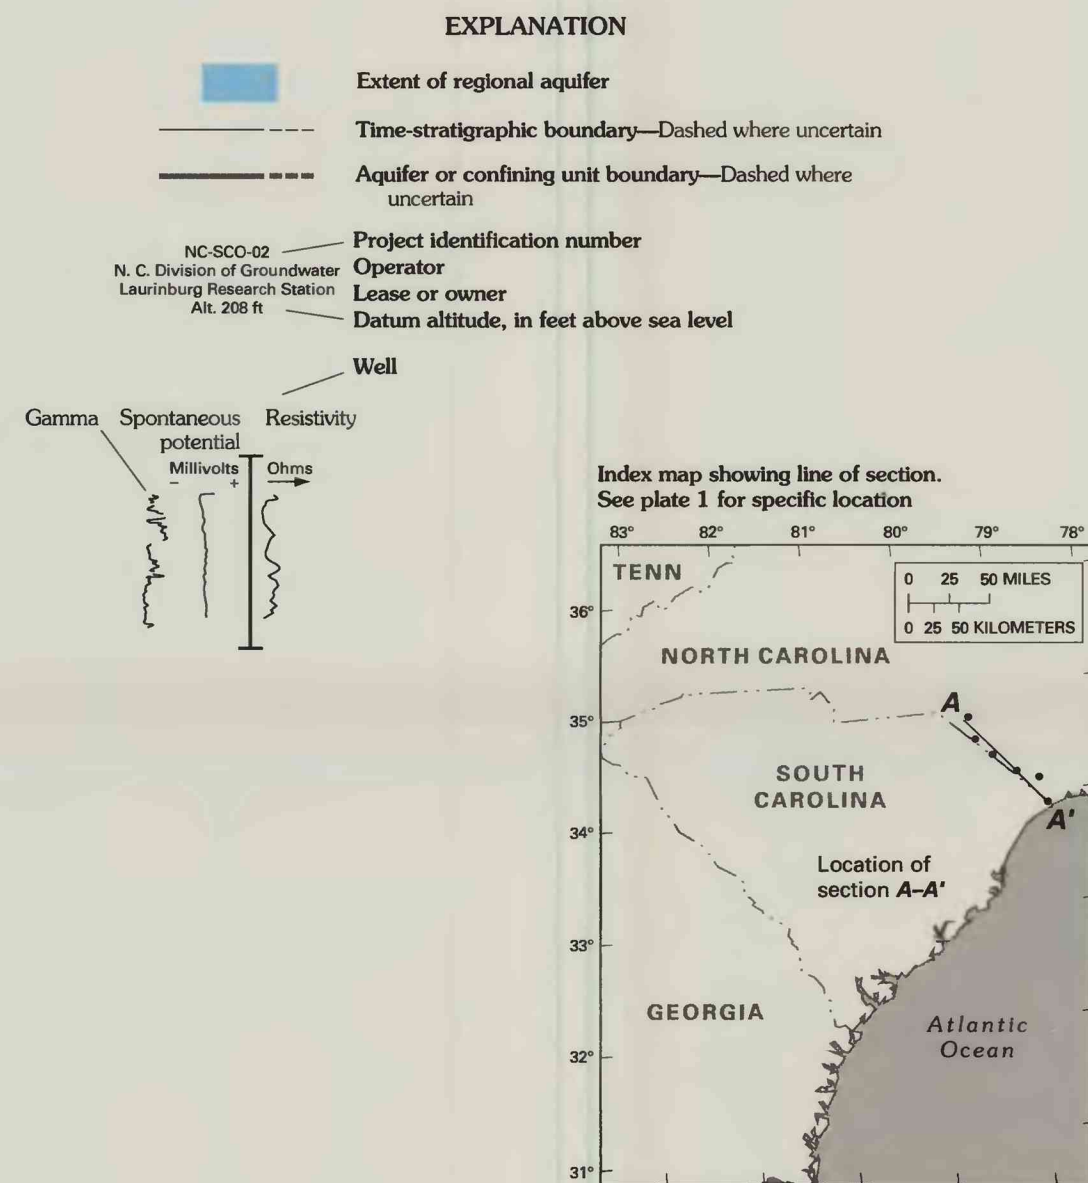 EXPLANATION
Extent of regional aquifer
Time-stratigraphic boundary—Dashed where uncertain
Aquifer or confining unit boundary—Dashed where
uncertain
NC-SCO-02
N. C. Division of Groundwater
Laurinburg Research Station
Alt. 208 ft
Project identification number
Operator
Lease or owner
Datum altitude, in feet above sea level
Well
Gamma
Spontaneous
potential
Resistivity
Millivolts
– +
Ohms
Index map showing line of section.
See plate 1 for specific location
83° 82° 81° 80° 79° 78°
TENN
0 25 50 MILES
0 25 50 KILOMETERS
36°
NORTH CAROLINA
35°
A
SOUTH
CAROLINA
A'
34°
Location of
section A–A'
33°
GEORGIA
Atlantic
Ocean
32°
31°